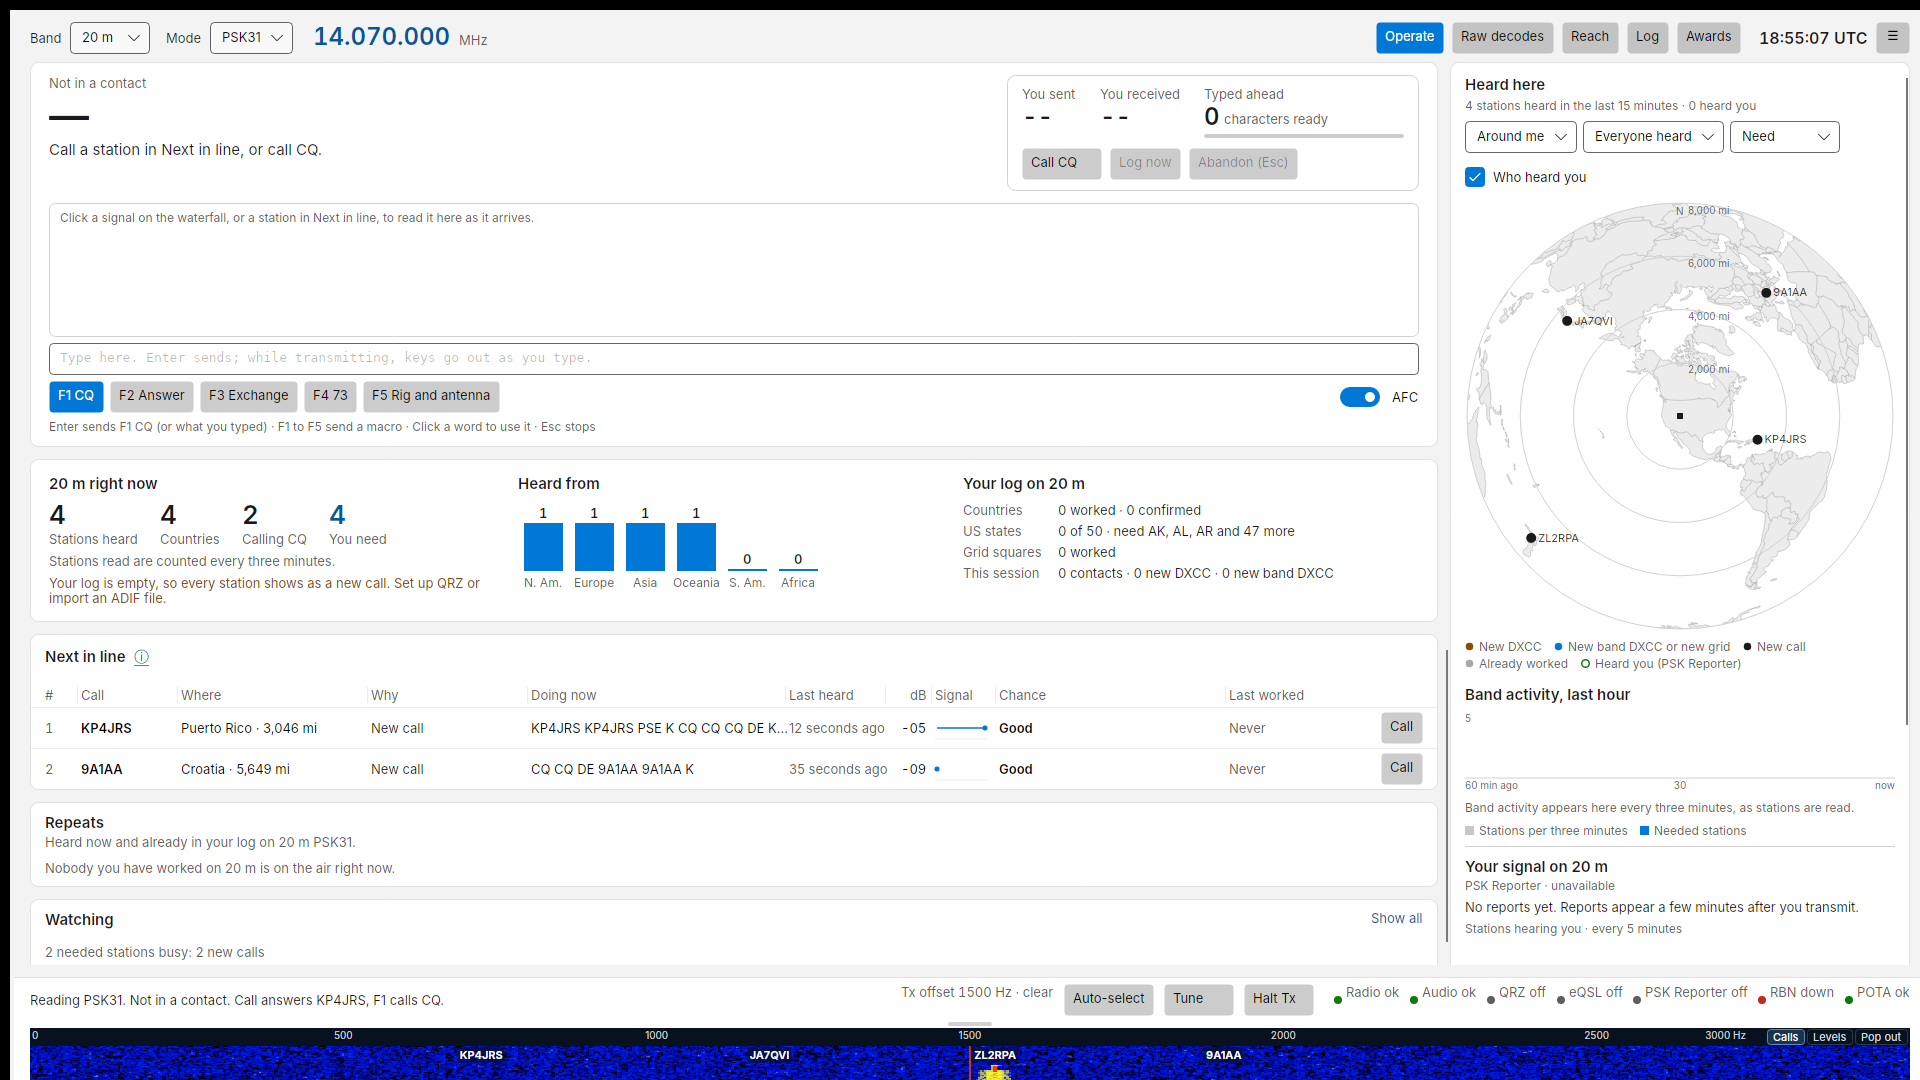 Band 20 m Mode PSK31 14.070.000 MHz Operate Raw decodes Reach Log Awards 18:55:07 UTC ☰
Not in a contact
Call a station in Next in line, or call CQ.
You sent You received Typed ahead
-- -- 0 characters ready
Call CQ Log now Abandon (Esc)
Click a signal on the waterfall, or a station in Next in line, to read it here as it arrives.
Type here. Enter sends; while transmitting, keys go out as you type.
F1 CQ F2 Answer F3 Exchange F4 73 F5 Rig and antenna AFC
Enter sends F1 CQ (or what you typed) · F1 to F5 send a macro · Click a word to use it · Esc stops
20 m right now
4 4 2 4
Stations heard Countries Calling CQ You need
Stations read are counted every three minutes.
Your log is empty, so every station shows as a new call. Set up QRZ or
import an ADIF file.
Heard from
1 1 1 1 0 0
N. Am. Europe Asia Oceania S. Am. Africa
Your log on 20 m
Countries 0 worked · 0 confirmed
US states 0 of 50 · need AK, AL, AR and 47 more
Grid squares 0 worked
This session 0 contacts · 0 new DXCC · 0 new band DXCC
Next in line ⓘ
# Call Where Why Doing now Last heard dB Signal Chance Last worked
1 KP4JRS Puerto Rico · 3,046 mi New call KP4JRS KP4JRS PSE K CQ CQ CQ DE K... 12 seconds ago -05 Good Never Call
2 9A1AA Croatia · 5,649 mi New call CQ CQ DE 9A1AA 9A1AA K 35 seconds ago -09 Good Never Call
Repeats
Heard now and already in your log on 20 m PSK31.
Nobody you have worked on 20 m is on the air right now.
Watching Show all
2 needed stations busy: 2 new calls
Heard here
4 stations heard in the last 15 minutes · 0 heard you
Around me Everyone heard Need
Who heard you
N 8,000 mi
6,000 mi
9A1AA
4,000 mi
JA7QVI
2,000 mi
KP4JRS
ZL2RPA
New DXCC New band DXCC or new grid New call
Already worked Heard you (PSK Reporter)
Band activity, last hour
5
60 min ago 30 now
Band activity appears here every three minutes, as stations are read.
Stations per three minutes Needed stations
Your signal on 20 m
PSK Reporter · unavailable
No reports yet. Reports appear a few minutes after you transmit.
Stations hearing you · every 5 minutes
Reading PSK31. Not in a contact. Call answers KP4JRS, F1 calls CQ. Tx offset 1500 Hz · clear Auto-select Tune Halt Tx Radio ok Audio ok QRZ off eQSL off PSK Reporter off RBN down POTA ok
0 500 1000 1500 2000 2500 3000 Hz Calls Levels Pop out
KP4JRS JA7QVI ZL2RPA 9A1AA